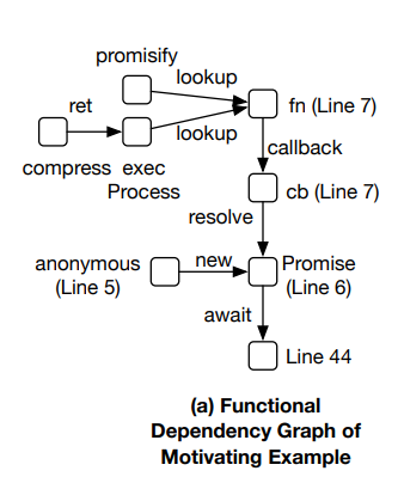 promisify
lookup
ret
fn (Line 7)
lookup
callback
compress exec
Process
cb (Line 7)
resolve
anonymous
(Line 5)
new
Promise
(Line 6)
await
Line 44
(a) Functional
Dependency Graph of
Motivating Example